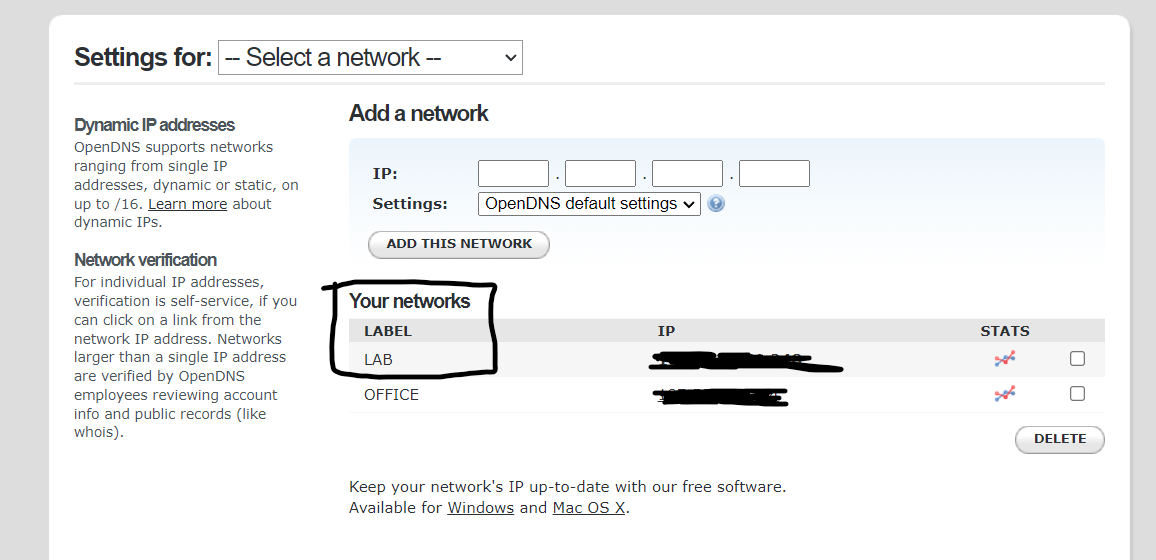 Settings for: -- Select a network --
Dynamic IP addresses
OpenDNS supports networks
ranging from single IP
addresses, dynamic or static, on
up to /16. Learn more about
dynamic IPs.
Network verification
For individual IP addresses,
verification is self-service, if you
can click on a link from the
network IP address. Networks
larger than a single IP address
are verified by OpenDNS
employees reviewing account
info and public records (like
whois).
Add a network
IP: . . .
Settings: OpenDNS default settings ?
ADD THIS NETWORK
Your networks
LABEL IP STATS
LAB
OFFICE
DELETE
Keep your network's IP up-to-date with our free software.
Available for Windows and Mac OS X.